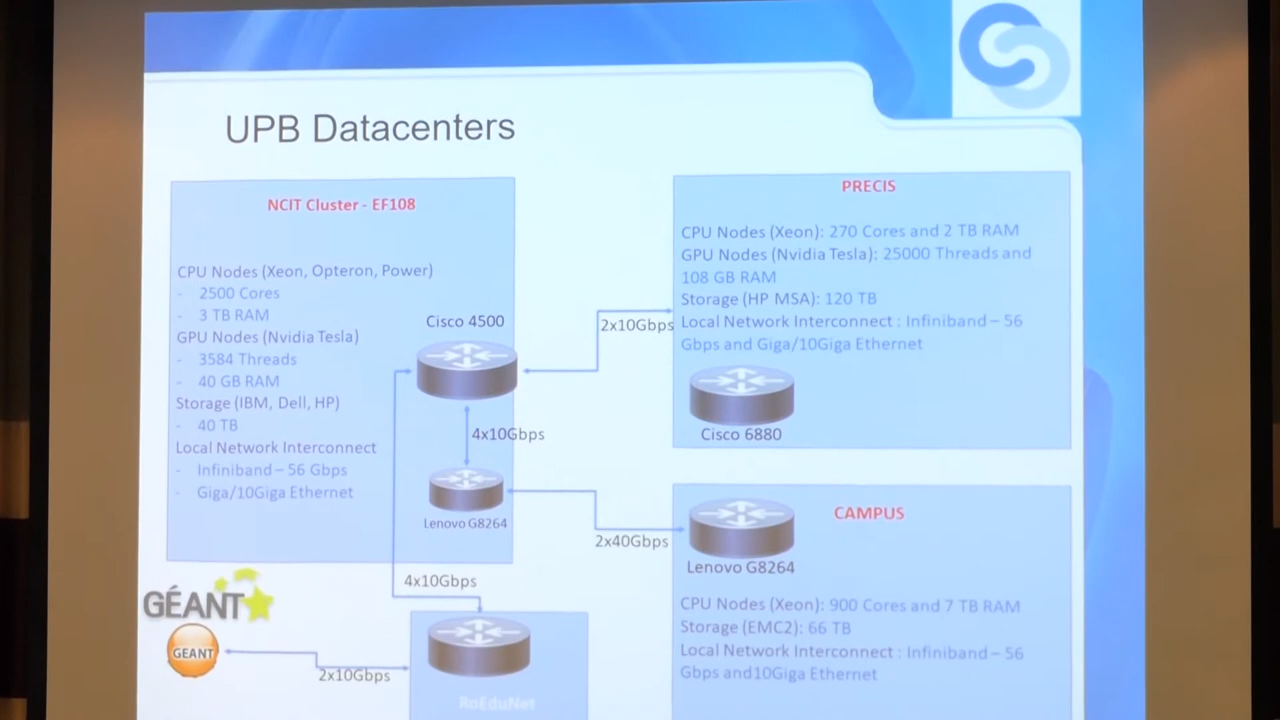 UPB Datacenters
NCIT Cluster - EF108
CPU Nodes (Xeon, Opteron, Power)
- 2500 Cores
- 3 TB RAM
GPU Nodes (Nvidia Tesla)
- 3584 Threads
- 40 GB RAM
Storage (IBM, Dell, HP)
- 40 TB
Local Network Interconnect
- Infiniband – 56 Gbps
- Giga/10Giga Ethernet
Cisco 4500
4x10Gbps
Lenovo G8264
2x10Gbps
PRECIS
CPU Nodes (Xeon): 270 Cores and 2 TB RAM
GPU Nodes (Nvidia Tesla): 25000 Threads and
108 GB RAM
Storage (HP MSA): 120 TB
Local Network Interconnect : Infiniband – 56
Gbps and Giga/10Giga Ethernet
Cisco 6880
2x40Gbps
CAMPUS
Lenovo G8264
CPU Nodes (Xeon): 900 Cores and 7 TB RAM
Storage (EMC2): 66 TB
Local Network Interconnect : Infiniband – 56
Gbps and10Giga Ethernet
4x10Gbps
GÉANT
GEANT
2x10Gbps
RoEduNet